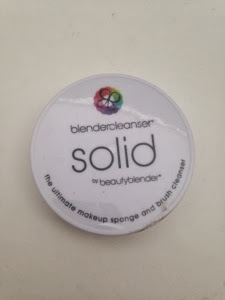 blendercleanser®
solid
by beautyblender®
the ultimate makeup sponge and brush cleanser